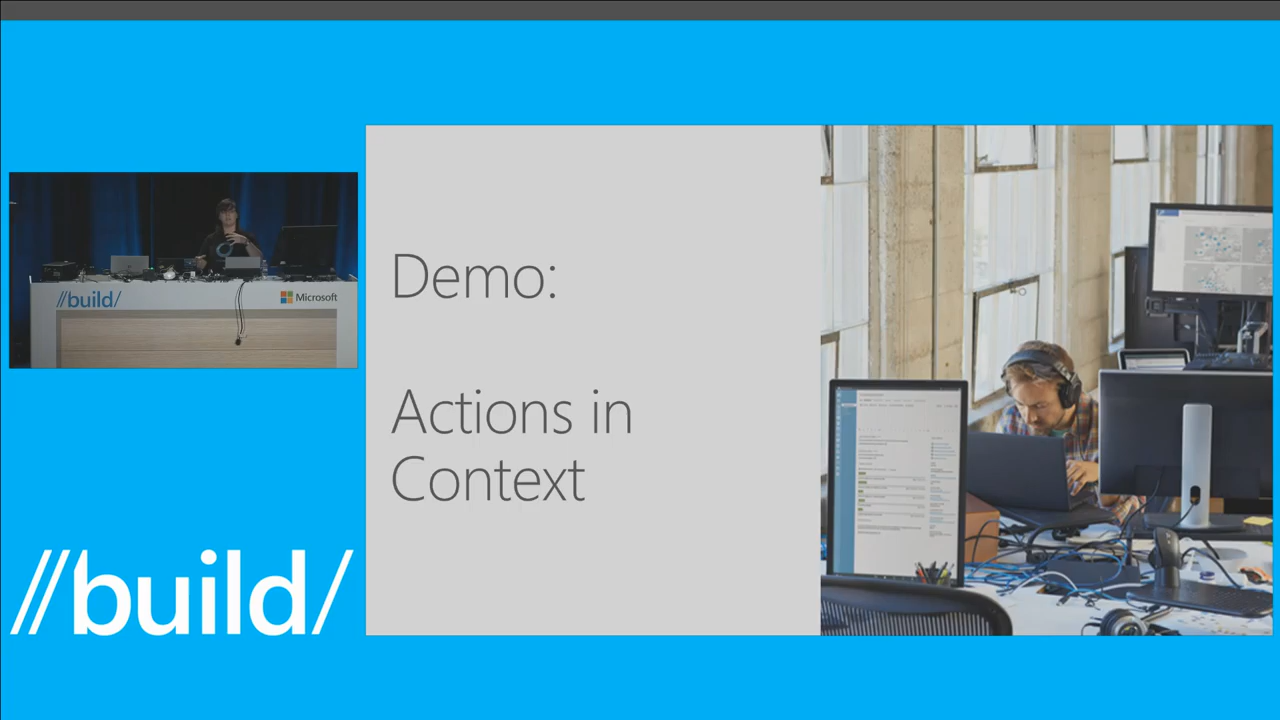 //build/
Microsoft
Demo:
Actions in
Context
//build/